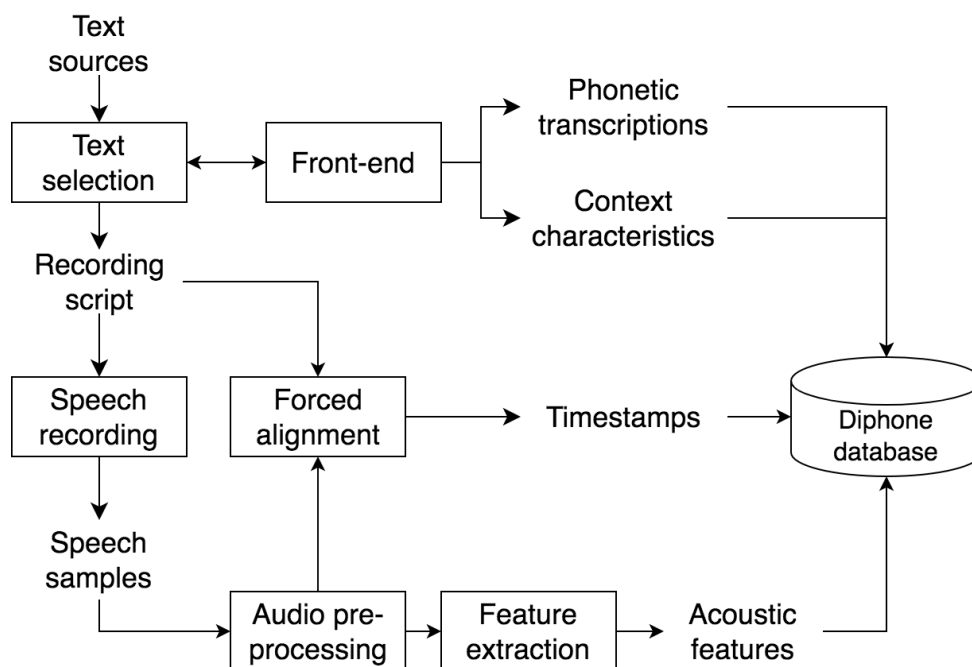 Text
sources
Text
selection
Front-end
Phonetic
transcriptions
Context
characteristics
Recording
script
Speech
recording
Forced
alignment
Timestamps
Diphone
database
Speech
samples
Audio pre-
processing
Feature
extraction
Acoustic
features